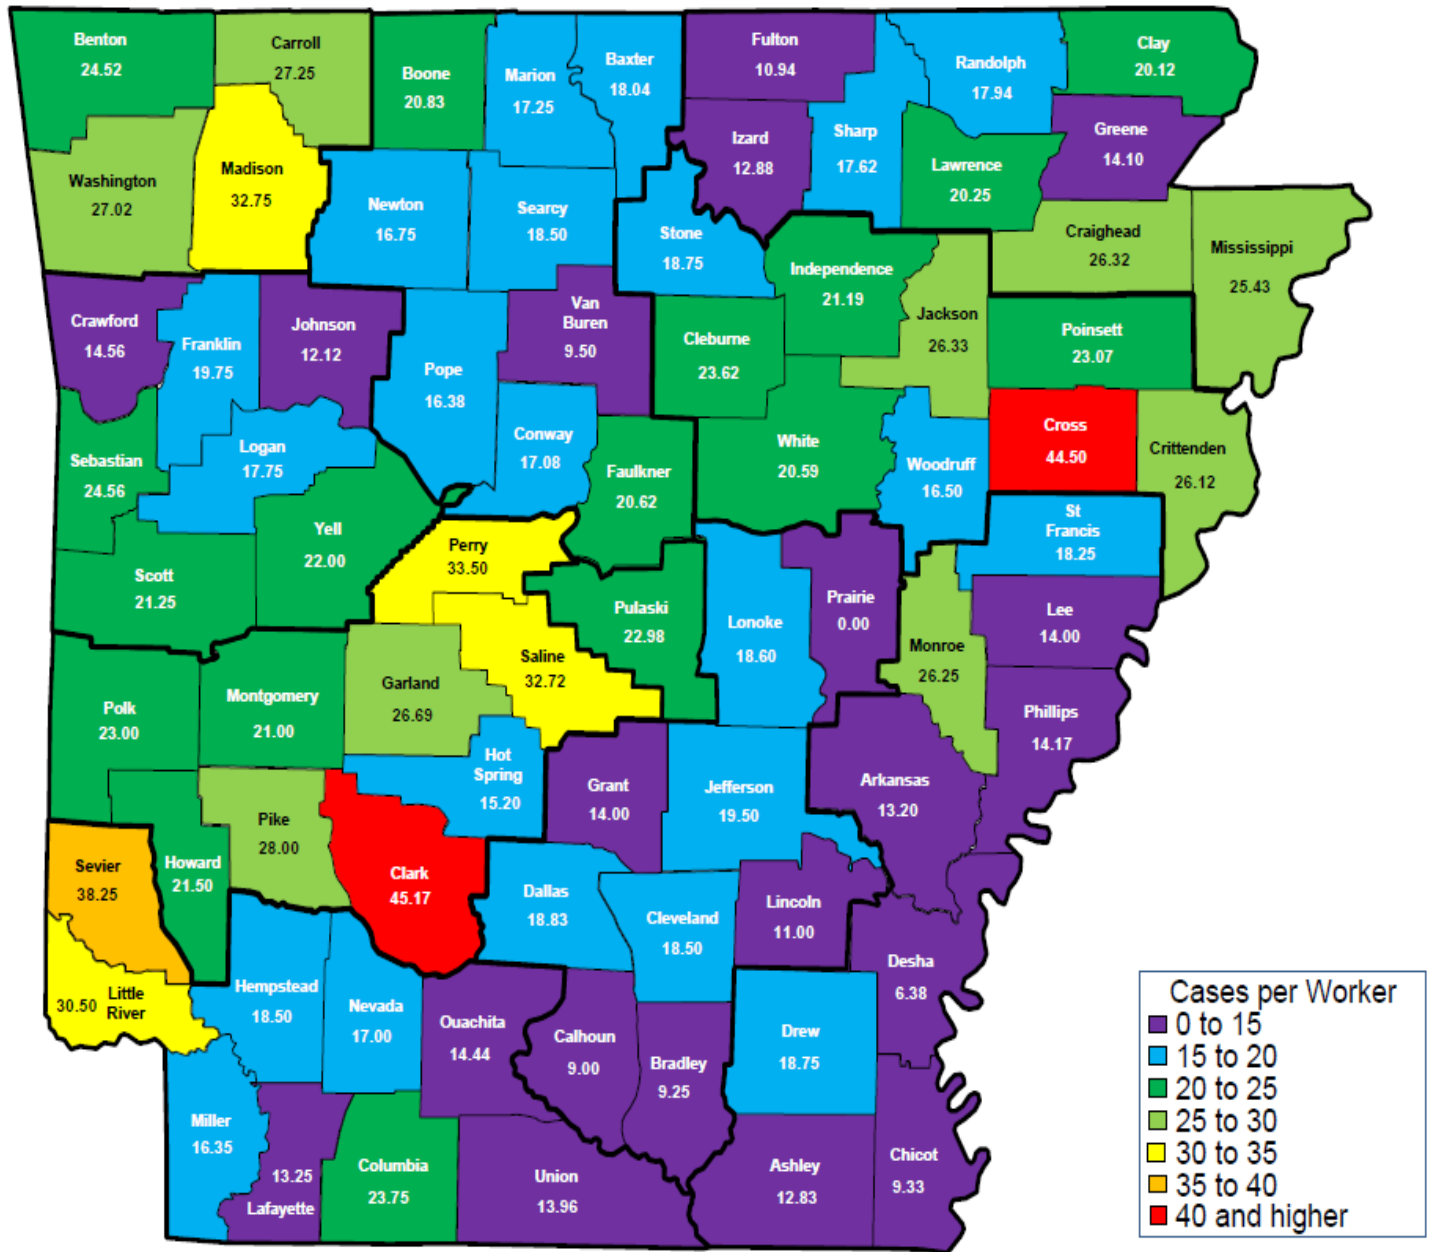 Benton
24.52
Carroll
27.25
Boone
20.83
Marion
17.25
Baxter
18.04
Fulton
10.94
Randolph
17.94
Clay
20.12
Washington
27.02
Madison
32.75
Newton
16.75
Searcy
18.50
Stone
18.75
Izard
12.88
Sharp
17.62
Lawrence
20.25
Greene
14.10
Craighead
26.32
Mississippi
25.43
Crawford
14.56
Franklin
19.75
Johnson
12.12
Pope
16.38
Van
Buren
9.50
Cleburne
23.62
Independence
21.19
Jackson
26.33
Poinsett
23.07
Sebastian
24.56
Logan
17.75
Conway
17.08
Faulkner
20.62
White
20.59
Woodruff
16.50
Cross
44.50
Crittenden
26.12
Scott
21.25
Yell
22.00
Perry
33.50
St
Francis
18.25
Pulaski
22.98
Lonoke
18.60
Prairie
0.00
Monroe
26.25
Lee
14.00
Polk
23.00
Montgomery
21.00
Garland
26.69
Saline
32.72
Phillips
14.17
Hot
Spring
15.20
Grant
14.00
Jefferson
19.50
Arkansas
13.20
Sevier
38.25
Howard
21.50
Pike
28.00
Clark
45.17
Dallas
18.83
Cleveland
18.50
Lincoln
11.00
Desha
6.38
30.50 Little
River
Hempstead
18.50
Nevada
17.00
Ouachita
14.44
Calhoun
9.00
Bradley
9.25
Drew
18.75
Miller
16.35
13.25
Lafayette
Columbia
23.75
Union
13.96
Ashley
12.83
Chicot
9.33
Cases per Worker
0 to 15
15 to 20
20 to 25
25 to 30
30 to 35
35 to 40
40 and higher